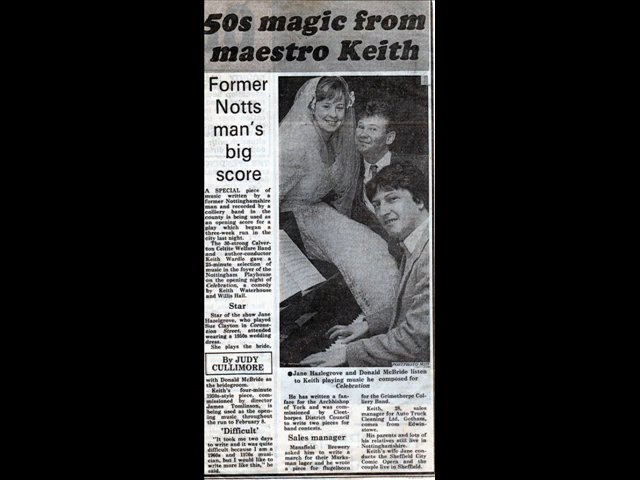 50s magic from
maestro Keith
Former
Notts
man's
big
score
A SPECIAL piece of
music written by a
former Nottinghamshire
man and recorded by a
colliery band in the
county is being used as
an opening score for a
play which began a
three-week run in the
city last night.
The 30-strong Calver-
ton Celtite Welfare Band
and author-conductor
Keith Wardle gave a
25-minute selection of
music in the foyer of the
Nottingham Playhouse
on the opening night of
Celebration, a comedy
by Keith Waterhouse
and Willis Hall.
Star
Star of the show Jane
Hazelgrove, who played
Sue Clayton in Corona-
tion Street, attended
wearing a 1950s wedding
dress.
She plays the bride,
By JUDY
CULLIMORE
with Donald McBride as
the bridegroom.
Keith's four-minute
1950s-style piece, com-
missioned by director
James Tomlinson, is
being used as the open-
ing music throughout
the run to February 6.
'Difficult'
"It took me two days
to write and it was quite
difficult because I am a
1960s and 1970s musi-
cian, but I would like to
write more like this," he
said.
●Jane Hazlegrove and Donald McBride listen
to Keith playing music he composed for
Celebration
He has written a fan-
fare for the Archbishop
of York and was com-
missioned by Cleet-
horpes District Council
to write two pieces for
band contests.
Sales manager
Mansfield Brewery
asked him to write a
march for their Marks-
man lager and he wrote
a piece for flugelhorn
for the Grimethorpe Col-
liery Band.
Keith, 28, sales
manager for Auto Truck
Cleaning Ltd, Gotham,
comes from Edwin-
stowe.
His parents and lots of
his relatives still live in
Nottinghamshire.
Keith's wife Jane con-
ducts the Sheffield City
Comic Opera and the
couple live in Sheffield.